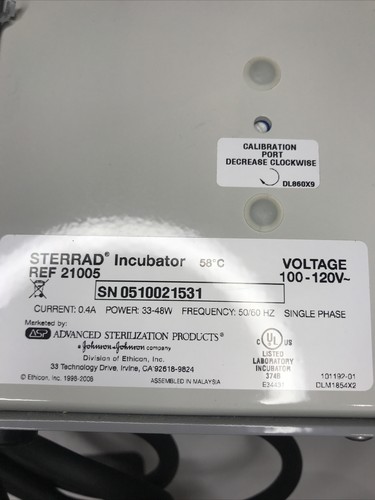 CALIBRATION
PORT
DECREASE CLOCKWISE
DL860X9
STERRAD® Incubator 58°C
REF 21005
VOLTAGE
100-120V~
SN 0510021531
CURRENT: 0.4A POWER: 33-48W FREQUENCY: 50/60 HZ SINGLE PHASE
Marketed by:
ASP ADVANCED STERILIZATION PRODUCTS®
a Johnson & Johnson company
Division of Ethicon, Inc.
33 Technology Drive, Irvine, CA 92618-9824
© Ethicon, Inc. 1998-2006
ASSEMBLED IN MALAYSIA
C UL US
LISTED
LABORATORY
INCUBATOR
374B
101192-01
DLM1854X2